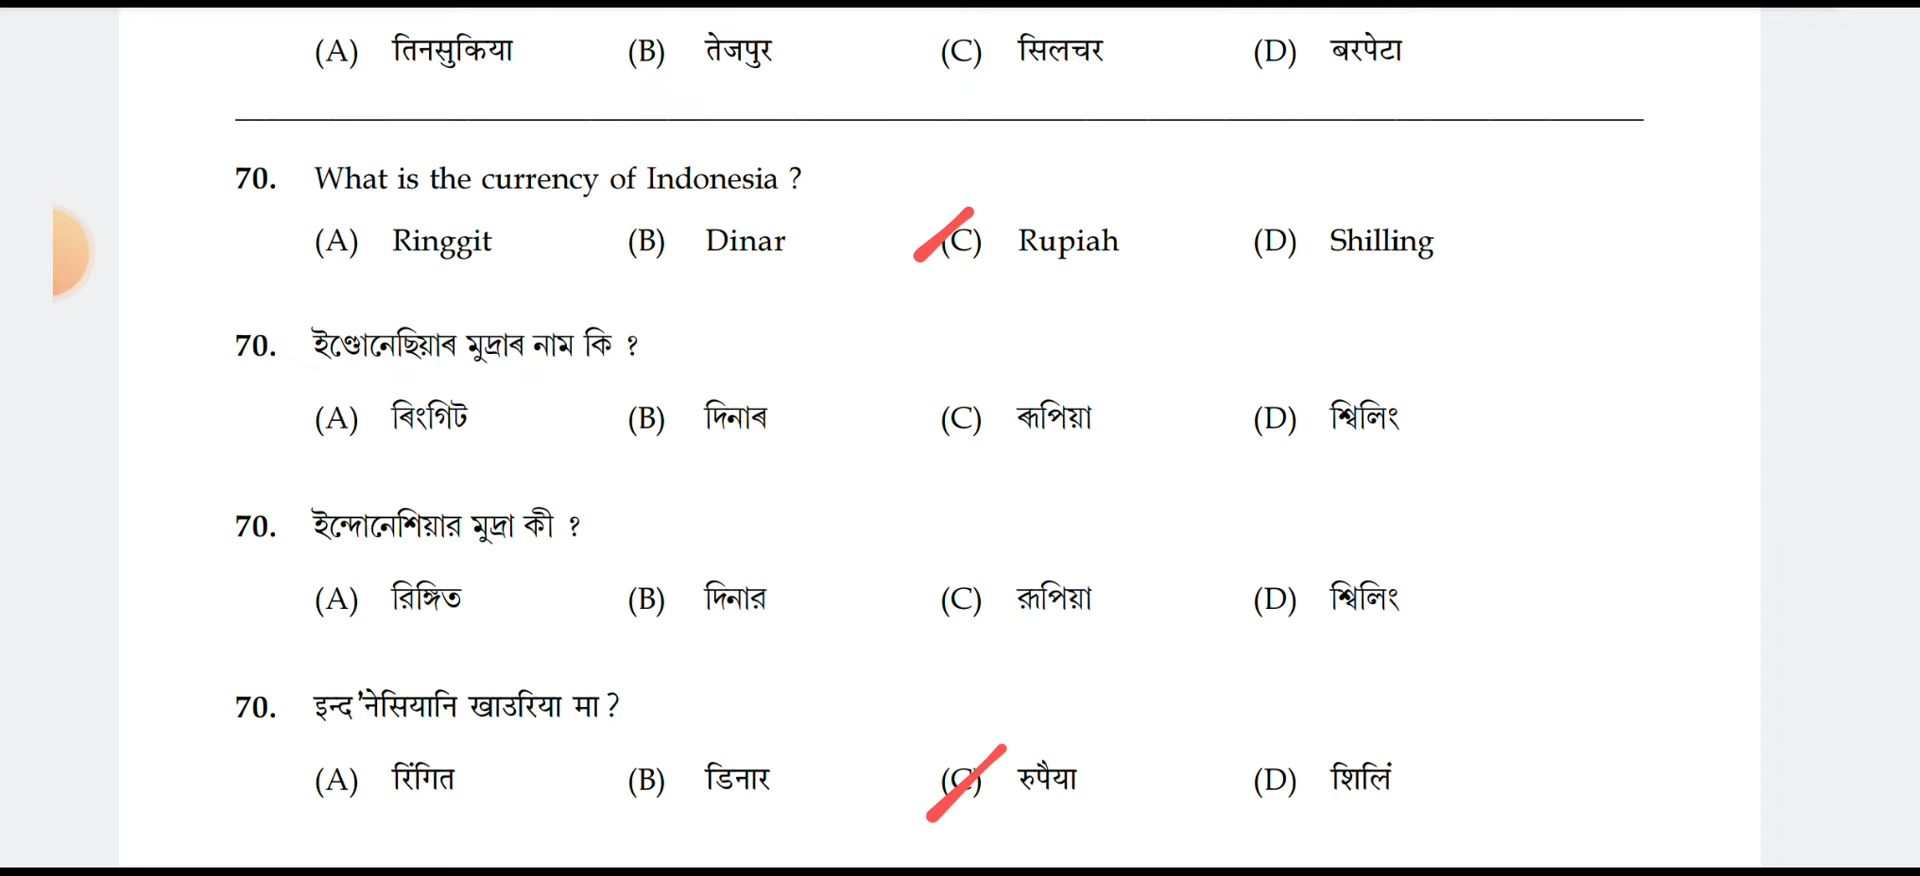 (A) तिनसुकिया (B) तेजपुर (C) सिलचर (D) बरपेटा
70. What is the currency of Indonesia ?
(A) Ringgit (B) Dinar (C) Rupiah (D) Shilling
70. ইণ্ডোনেছিয়াৰ মুদ্ৰাৰ নাম কি ?
(A) ৰিংগিট (B) দিনাৰ (C) ৰূপিয়া (D) শ্বিলিং
70. ইন্দোনেশিয়ার মুদ্রা কী ?
(A) রিঙ্গিত (B) দিনার (C) রূপিয়া (D) শ্বিলিং
70. इन्द'नेसियानि खाउरिया मा ?
(A) रिंगित (B) डिनार (C) रुपैया (D) शिलिं